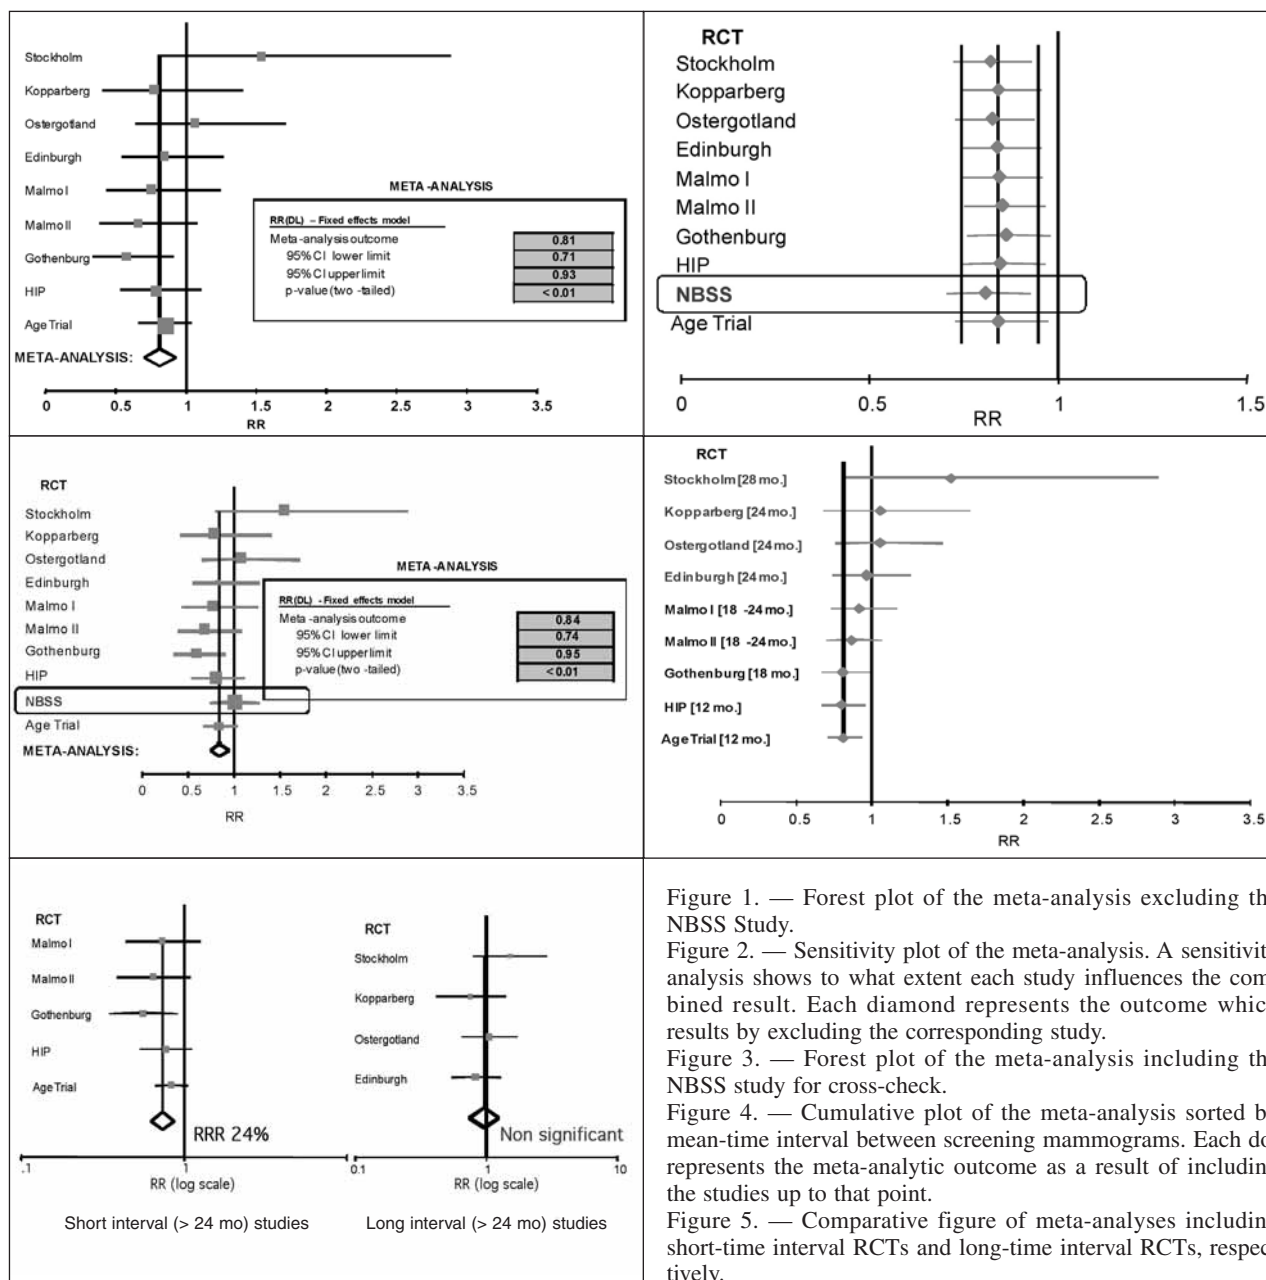 Stockholm
Kopparberg
Ostergotland
Edinburgh
Malmo I
Malmo II
Gothenburg
HIP
Age Trial
META-ANALYSIS:
META -ANALYSIS
RR(DL) – Fixed effects model
Meta -analysis outcome 0.81
95% CI lower limit 0.71
95% CI upper limit 0.93
p-value (two -tailed) < 0.01
0 0.5 1 1.5 2 2.5 3 3.5
RR
RCT
Stockholm
Kopparberg
Ostergotland
Edinburgh
Malmo I
Malmo II
Gothenburg
HIP
NBSS
Age Trial
0 0.5 1 1.5
RR
RCT
Stockholm
Kopparberg
Ostergotland
Edinburgh
Malmo I
Malmo II
Gothenburg
HIP
NBSS
Age Trial
META-ANALYSIS:
META -ANALYSIS
RR(DL) - Fixed effects model
Meta -analysis outcome 0.84
95% CI lower limit 0.74
95% CI upper limit 0.95
p-value (two -tailed) < 0.01
0 0.5 1 1.5 2 2.5 3 3.5
RR
RCT
Stockholm [28 mo.]
Kopparberg [24 mo.]
Ostergotland [24 mo.]
Edinburgh [24 mo.]
Malmo I [18 -24 mo.]
Malmo II [18 -24 mo.]
Gothenburg [18 mo.]
HIP [12 mo.]
Age Trial [12 mo.]
0 0.5 1 1.5 2 2.5 3 3.5
RR
RCT
Malmo I
Malmo II
Gothenburg
HIP
Age Trial
RRR 24%
.1 1
RR (log scale)
Short interval (> 24 mo) studies
RCT
Stockholm
Kopparberg
Ostergotland
Edinburgh
Non significant
0.1 1 10
RR (log scale)
Long interval (> 24 mo) studies
Figure 1. — Forest plot of the meta-analysis excluding th
NBSS Study.
Figure 2. — Sensitivity plot of the meta-analysis. A sensitivit
analysis shows to what extent each study influences the com
bined result. Each diamond represents the outcome whic
results by excluding the corresponding study.
Figure 3. — Forest plot of the meta-analysis including th
NBSS study for cross-check.
Figure 4. — Cumulative plot of the meta-analysis sorted b
mean-time interval between screening mammograms. Each do
represents the meta-analytic outcome as a result of includin
the studies up to that point.
Figure 5. — Comparative figure of meta-analyses includin
short-time interval RCTs and long-time interval RCTs, respec
tively.